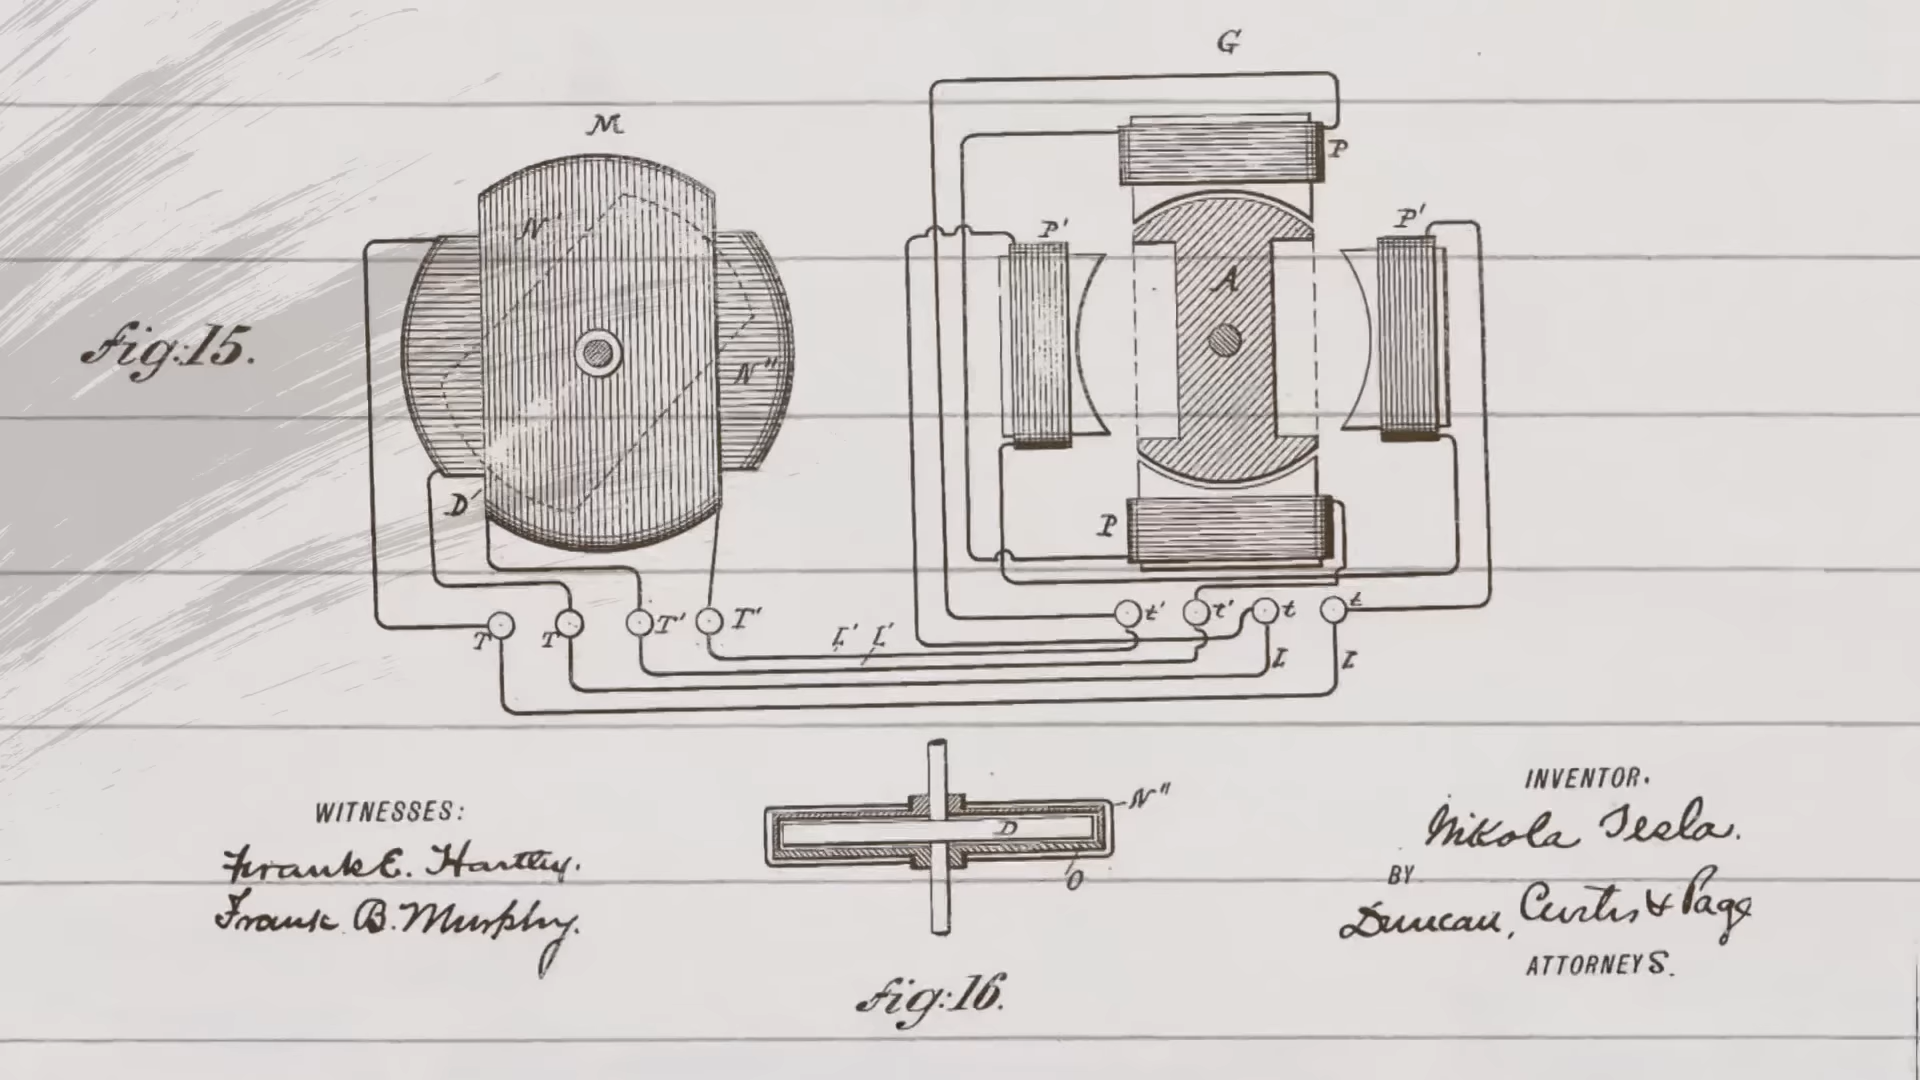 G
M
P
N'
P'
P'
A
Fig:15.
N"
D'
P
T
T
T'
T'
L' L'
t'
t'
t
t
L
L
WITNESSES:
Frank E. Hartley.
Frank B. Murphy.
N"
D
O
Fig:16.
INVENTOR.
Nikola Tesla.
BY
Duncan, Curtis & Page
ATTORNEYS.